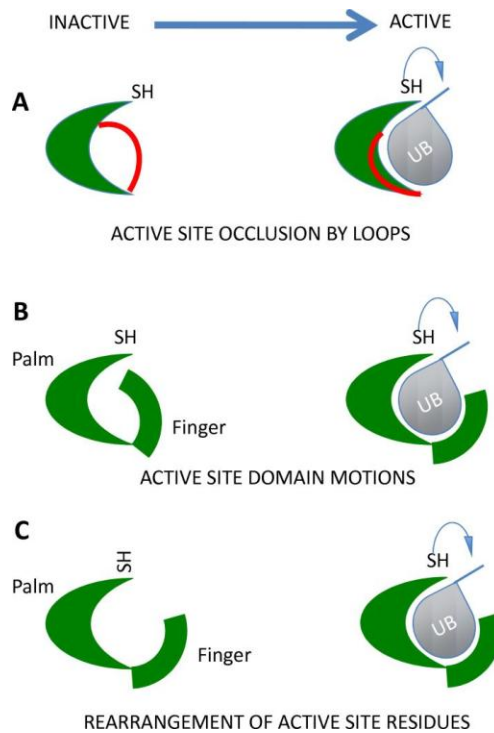 INACTIVE ACTIVE
A
SH SH
UB
ACTIVE SITE OCCLUSION BY LOOPS
B
SH SH
Palm
UB
Finger
ACTIVE SITE DOMAIN MOTIONS
C
SH SH
Palm
UB
Finger
REARRANGEMENT OF ACTIVE SITE RESIDUES